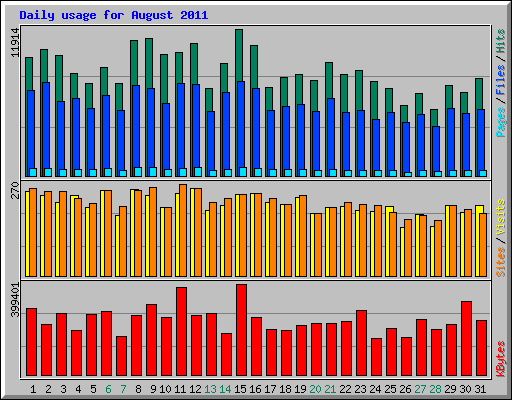 Daily usage for August 2011
11914
Pages / Files / Hits
270
Sites / Visits
399401
KBytes
1 2 3 4 5 6 7 8 9 10 11 12 13 14 15 16 17 18 19 20 21 22 23 24 25 26 27 28 29 30 31